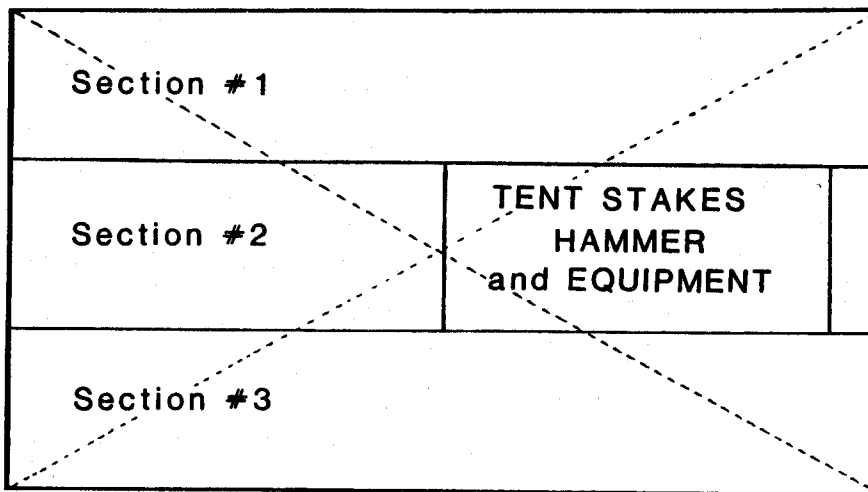 Section #1
Section #2
TENT STAKES
HAMMER
and EQUIPMENT
Section #3